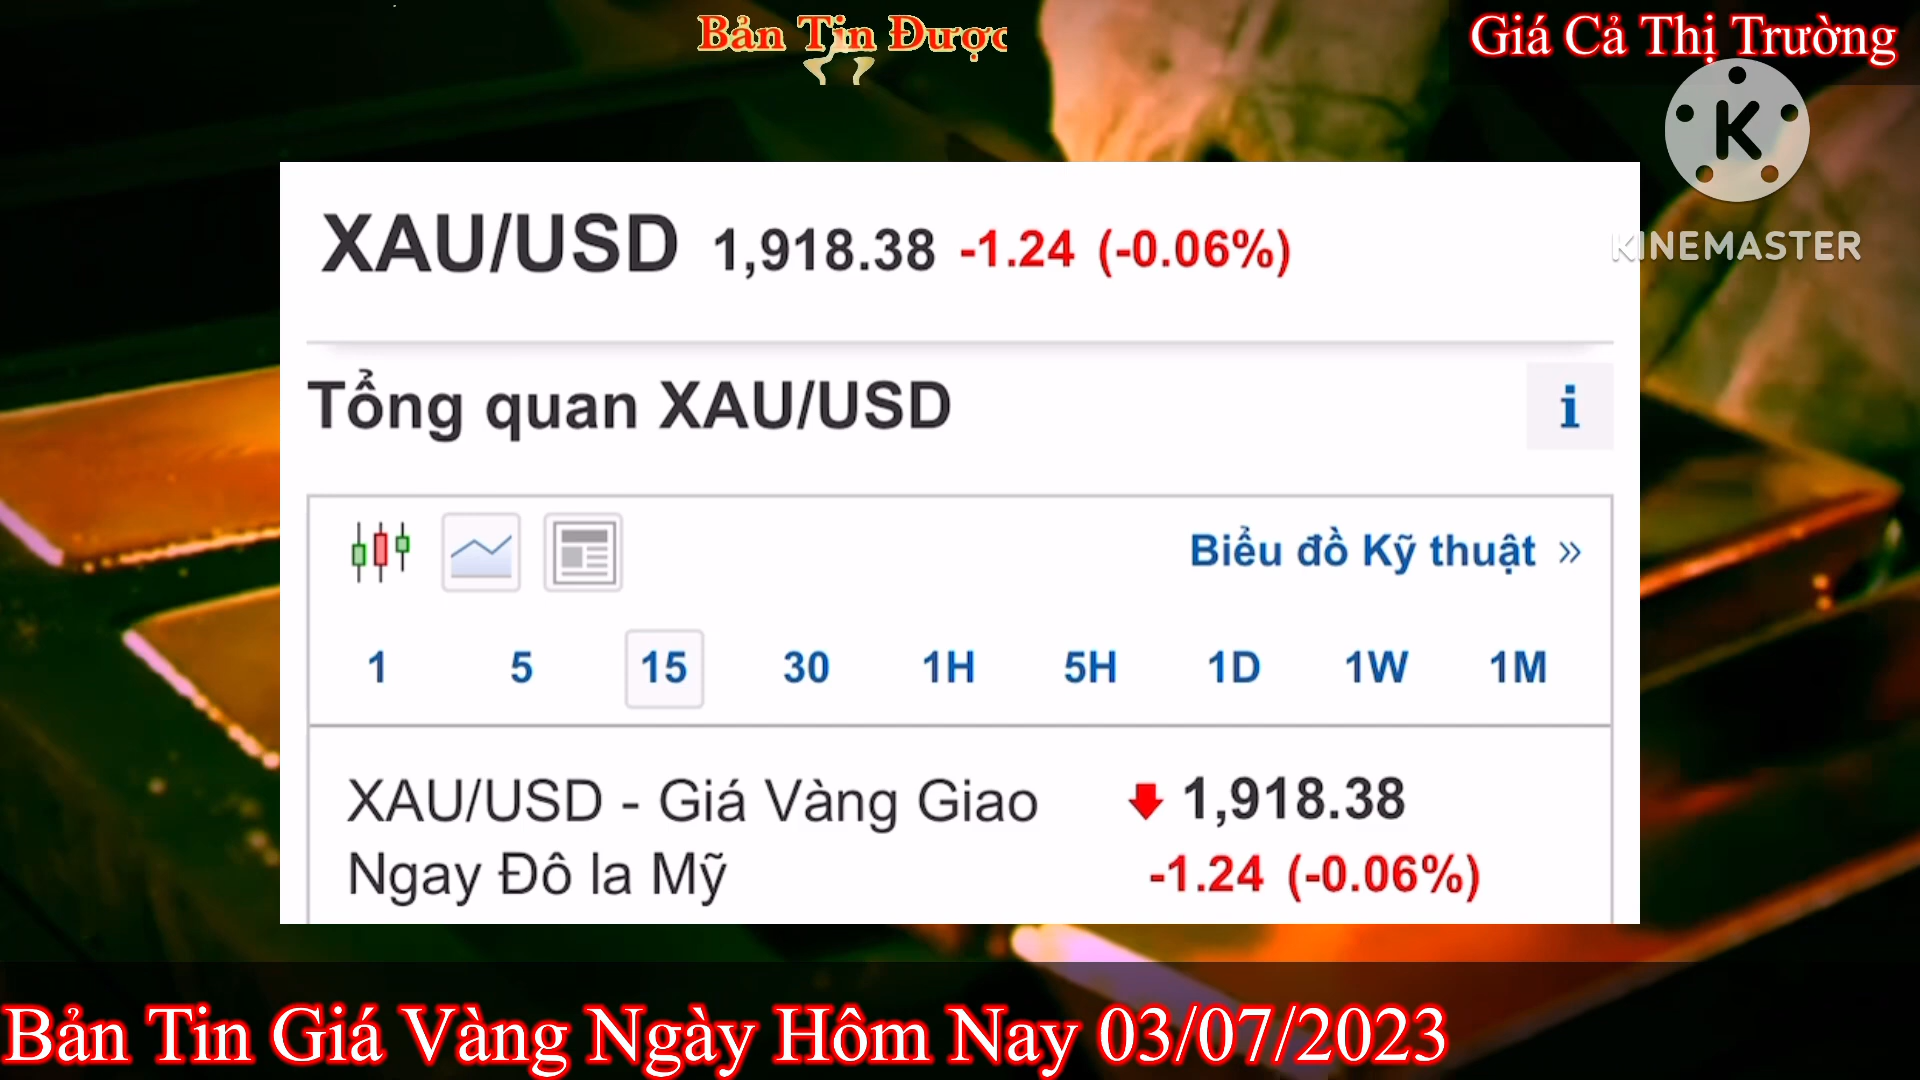 Bản Tin Được
Giá Cả Thị Trường
K
KINEMASTER
XAU/USD 1,918.38 -1.24 (-0.06%)
Tổng quan XAU/USD
i
Biểu đồ Kỹ thuật »
1 5 15 30 1H 5H 1D 1W 1M
XAU/USD - Giá Vàng Giao 1,918.38
Ngay Đô la Mỹ -1.24 (-0.06%)
Bản Tin Giá Vàng Ngày Hôm Nay 03/07/2023